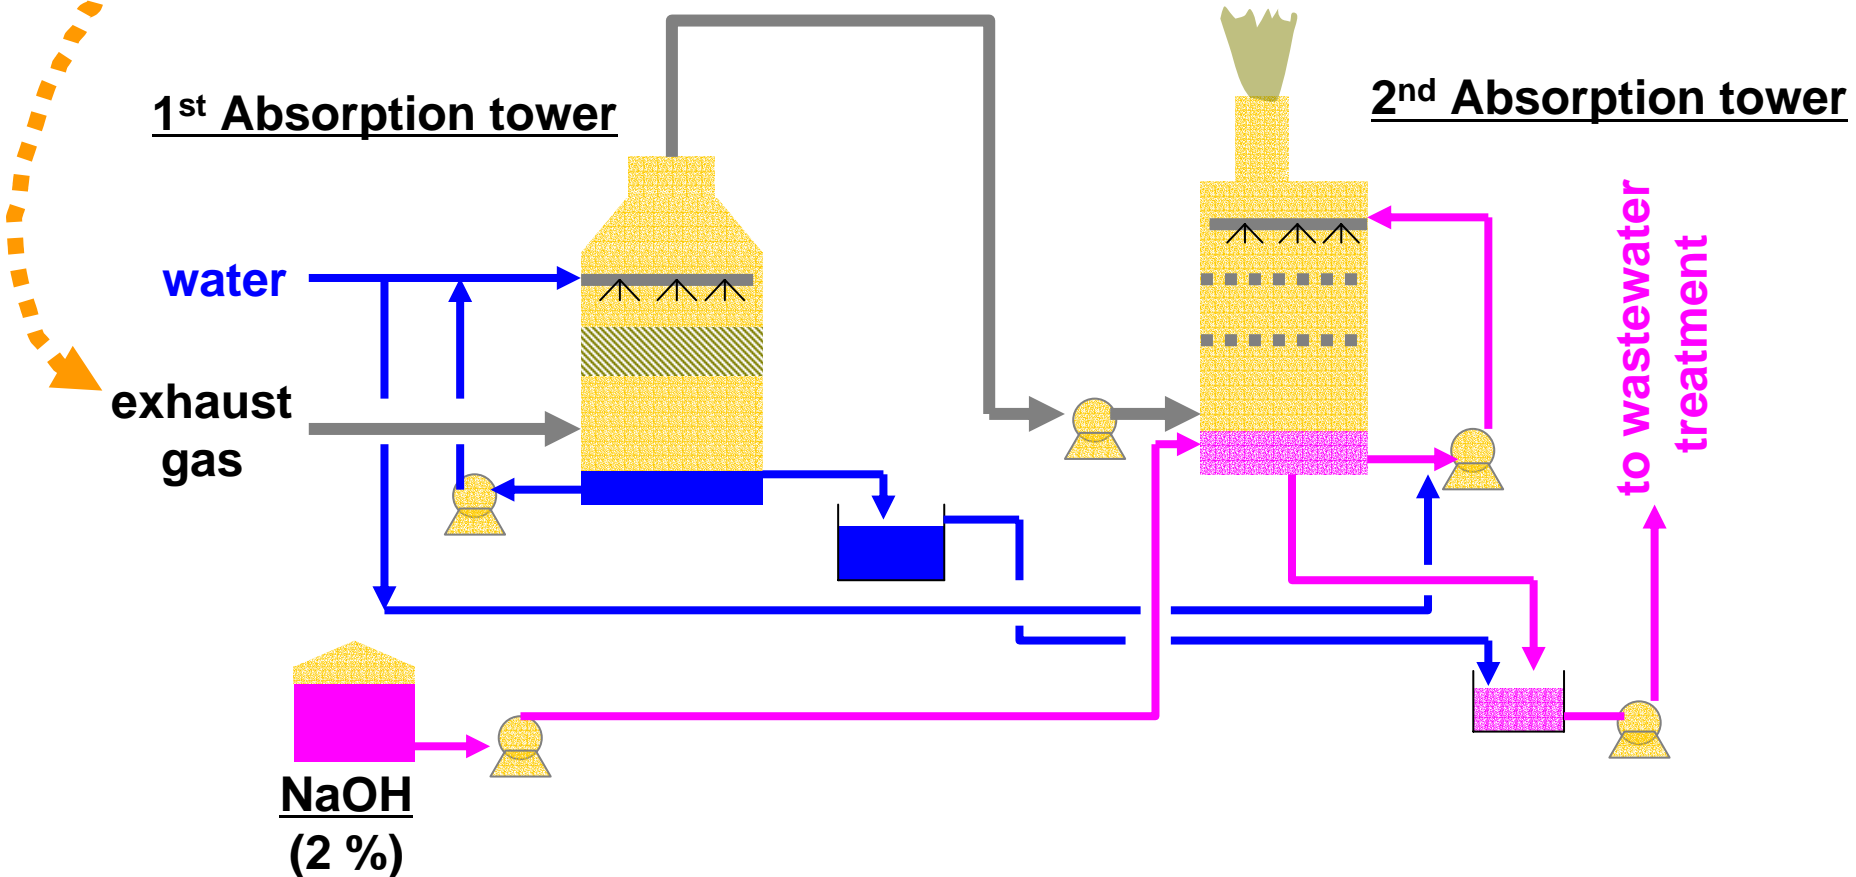 1st Absorption tower
2nd Absorption tower
water
exhaust
gas
to wastewater
treatment
NaOH
(2 %)